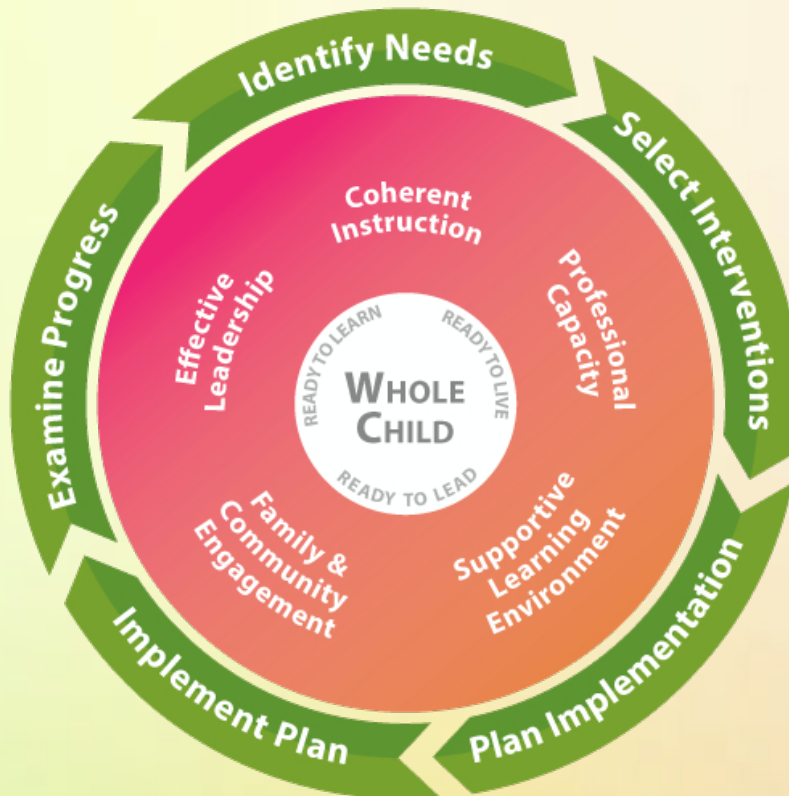 Identify Needs
Select Interventions
Plan Implementation
Implement Plan
Examine Progress
Coherent
Instruction
Professional
Capacity
Supportive
Learning
Environment
Family &
Community
Engagement
Effective
Leadership
READY TO LEARN
READY TO LIVE
READY TO LEAD
WHOLE
CHILD